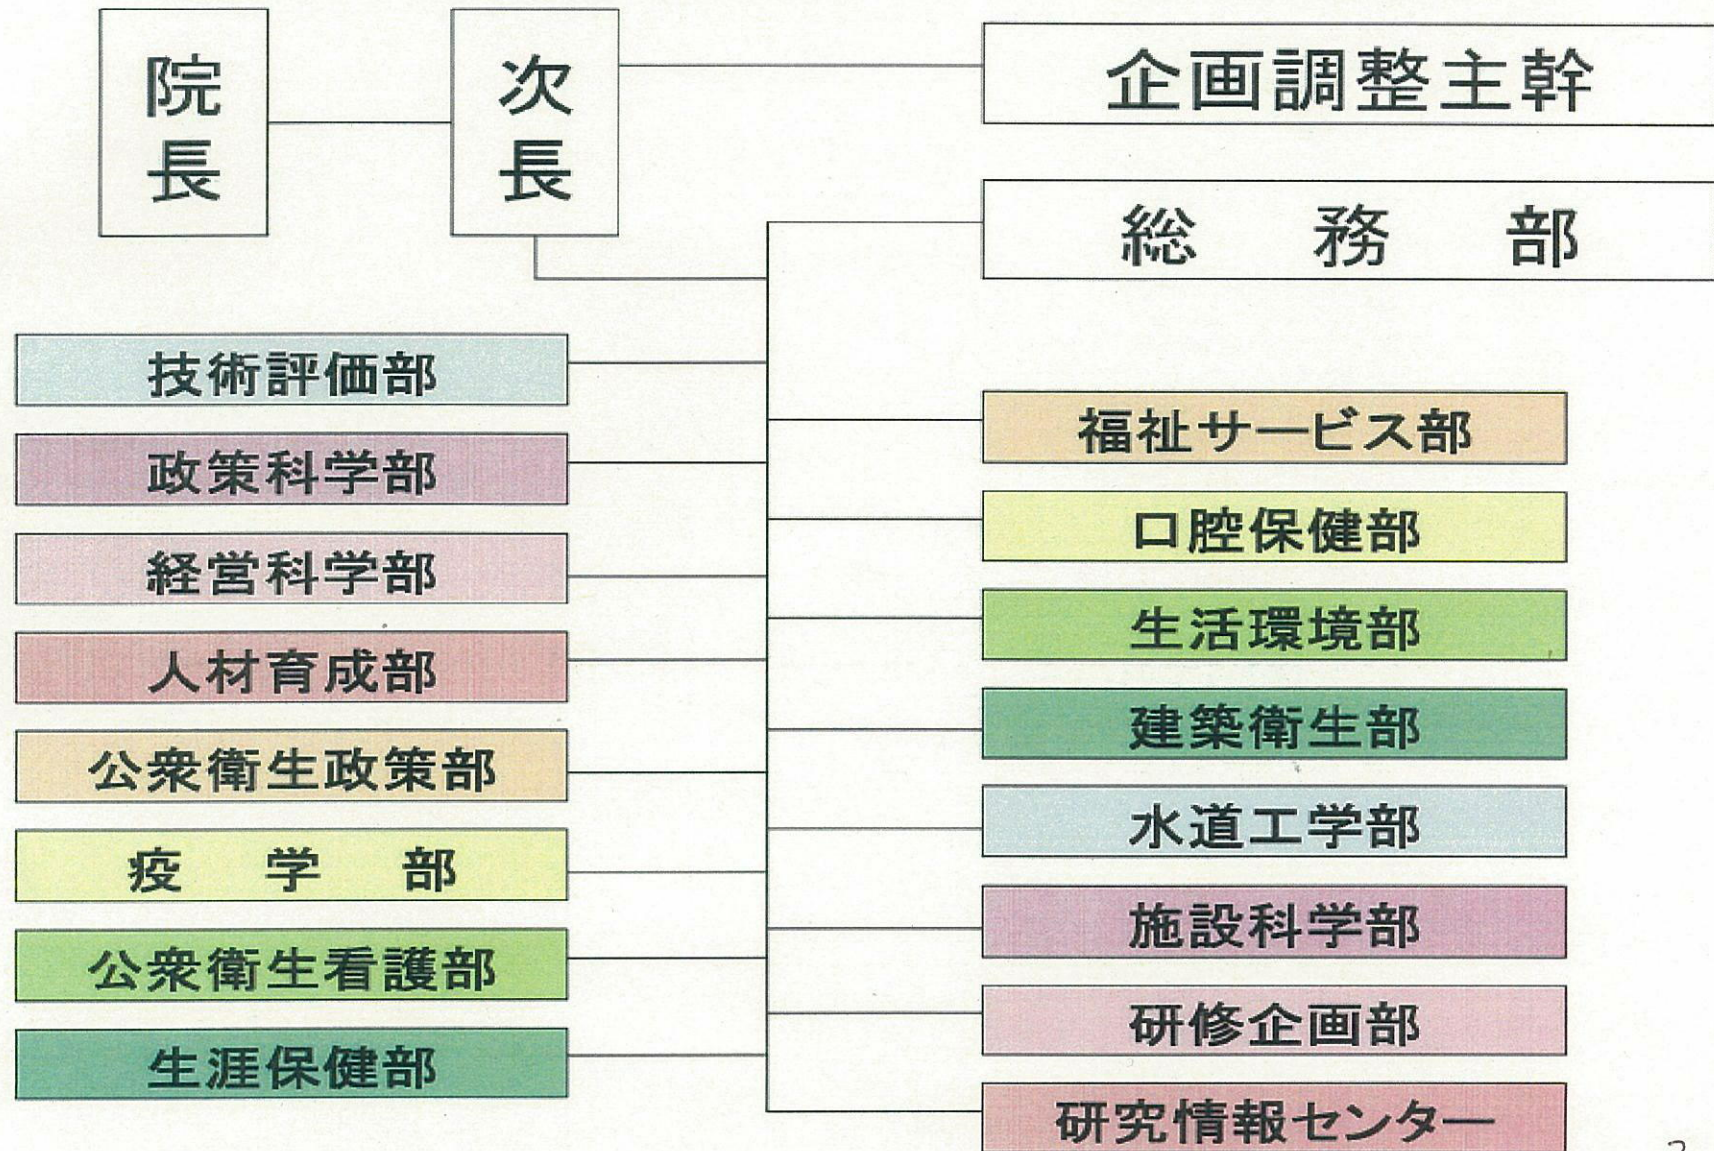 院長
次長
企画調整主幹
総務部
技術評価部
政策科学部
経営科学部
人材育成部
公衆衛生政策部
疫学部
公衆衛生看護部
生涯保健部
福祉サービス部
口腔保健部
生活環境部
建築衛生部
水道工学部
施設科学部
研修企画部
研究情報センター